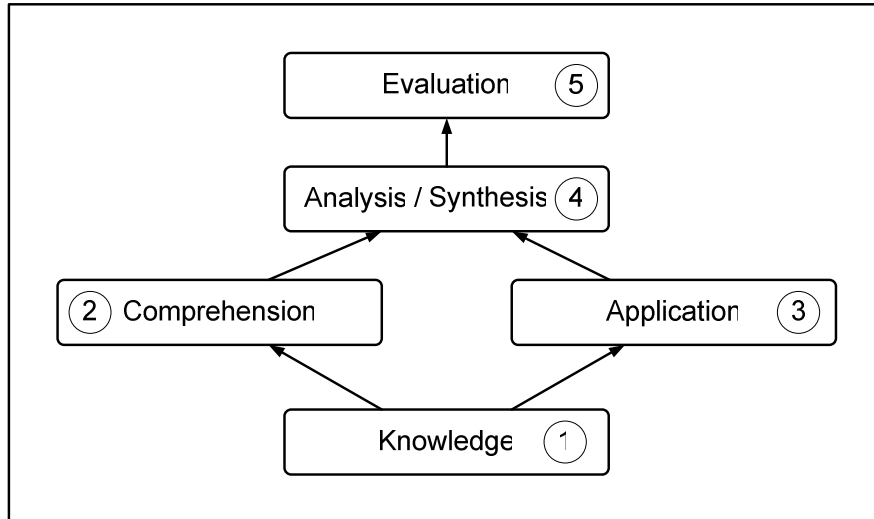 Evaluation 5
Analysis / Synthesis 4
2 Comprehension
Application 3
Knowledge 1